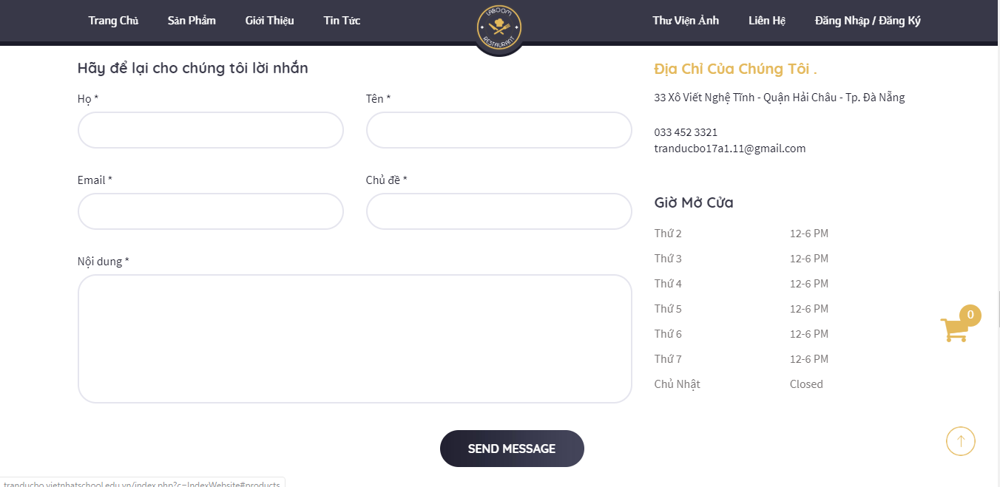 Trang Chủ
Sản Phẩm
Giới Thiệu
Tin Tức
LABOOM
RESTAURANT
Thư Viện Ảnh
Liên Hệ
Đăng Nhập / Đăng Ký
Hãy để lại cho chúng tôi lời nhắn
Họ *
Tên *
Email *
Chủ đề *
Nội dung *
SEND MESSAGE
Địa Chỉ Của Chúng Tôi .
33 Xô Viết Nghệ Tĩnh - Quận Hải Châu - Tp. Đà Nẵng
033 452 3321
tranducbo17a1.11@gmail.com
Giờ Mở Cửa
Thứ 2 12-6 PM
Thứ 3 12-6 PM
Thứ 4 12-6 PM
Thứ 5 12-6 PM
Thứ 6 12-6 PM
Thứ 7 12-6 PM
Chủ Nhật Closed
0
tranducbo.vietnhatschool.edu.vn/index.php?c=IndexWebsite#products